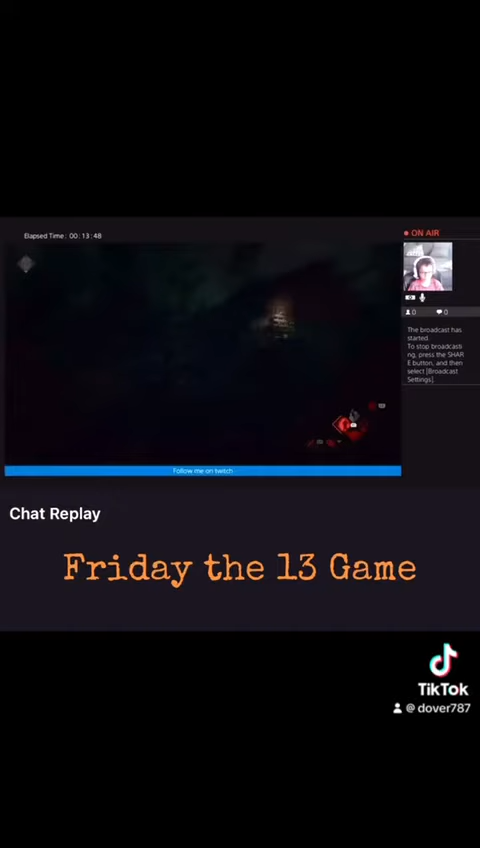 Elapsed Time : 00:13:48
ON AIR
0
0
The broadcast has
started.
To stop broadcasti
ng, press the SHAR
E button, and then
select [Broadcast
Settings].
Follow me on twitch
Chat Replay
Friday the 13 Game
TikTok
@ dover787